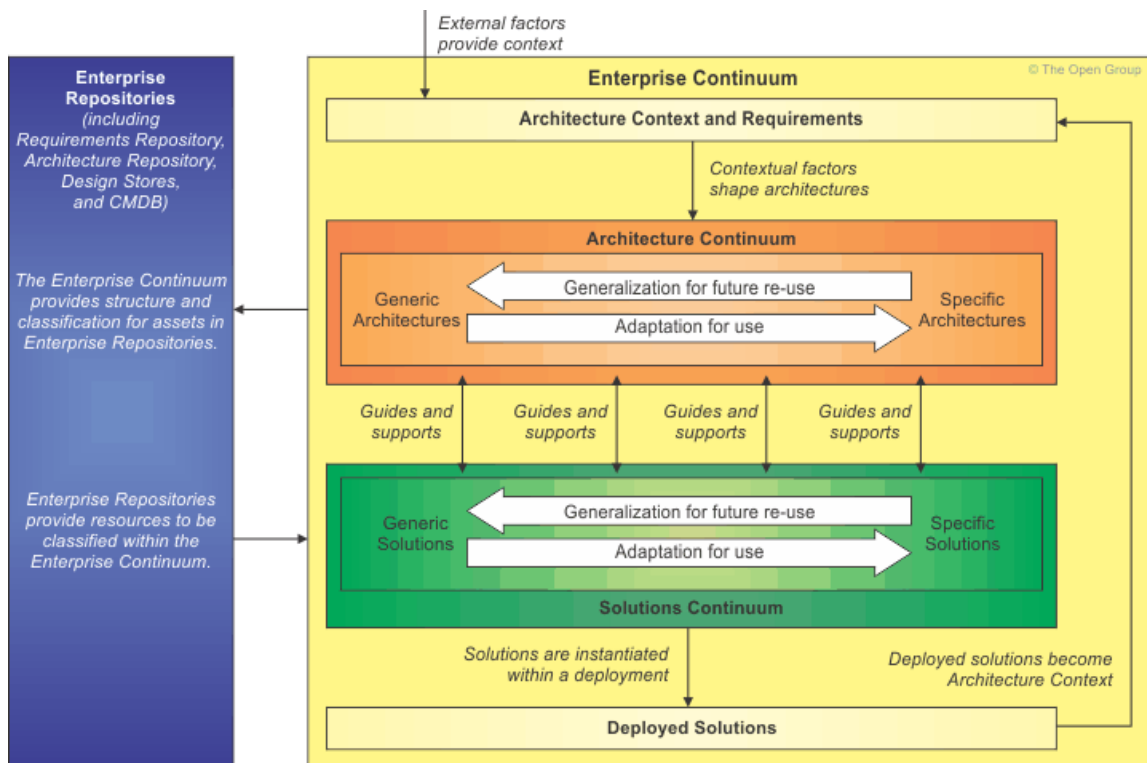 External factors
provide context
Enterprise
Repositories
(including
Requirements Repository,
Architecture Repository,
Design Stores,
and CMDB)
The Enterprise Continuum
provides structure and
classification for assets in
Enterprise Repositories.
Enterprise Repositories
provide resources to be
classified within the
Enterprise Continuum.
© The Open Group
Enterprise Continuum
Architecture Context and Requirements
Contextual factors
shape architectures
Architecture Continuum
Generic
Architectures
Generalization for future re-use
Adaptation for use
Specific
Architectures
Guides and
supports
Guides and
supports
Guides and
supports
Guides and
supports
Generic
Solutions
Generalization for future re-use
Adaptation for use
Specific
Solutions
Solutions Continuum
Solutions are instantiated
within a deployment
Deployed solutions become
Architecture Context
Deployed Solutions